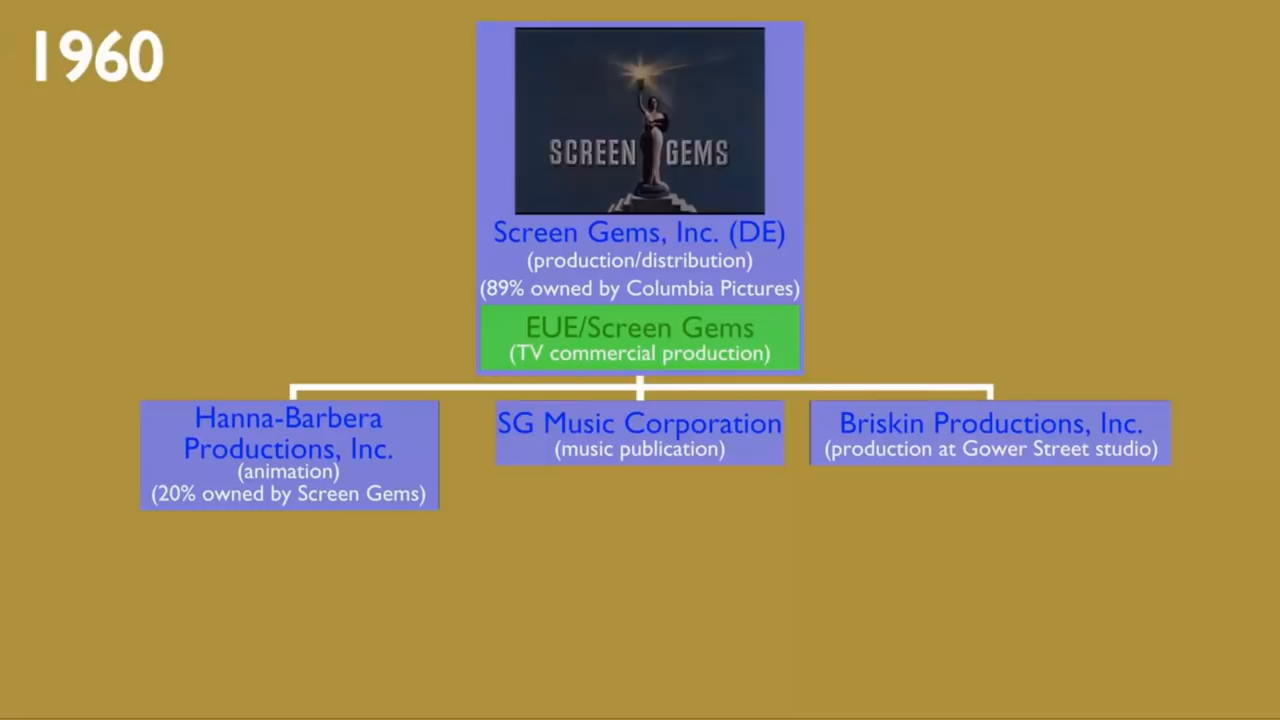 1960
SCREEN GEMS
Screen Gems, Inc. (DE)
(production/distribution)
(89% owned by Columbia Pictures)
EUE/Screen Gems
(TV commercial production)
Hanna-Barbera
Productions, Inc.
(animation)
(20% owned by Screen Gems)
SG Music Corporation
(music publication)
Briskin Productions, Inc.
(production at Gower Street studio)